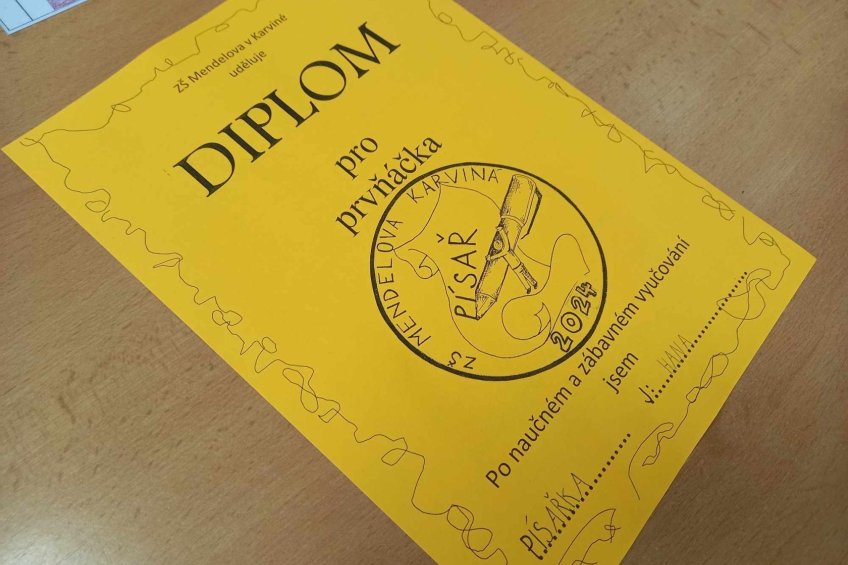 ZŠ Mendelova v Karviné
uděluje
DIPLOM
pro
prvňáčka
ZŠ MENDELOVA KARVINÁ
PÍSAŘ
2024
Po naučném a zábavném vyučování
jsem
J: HANA
PÍSAŘKA